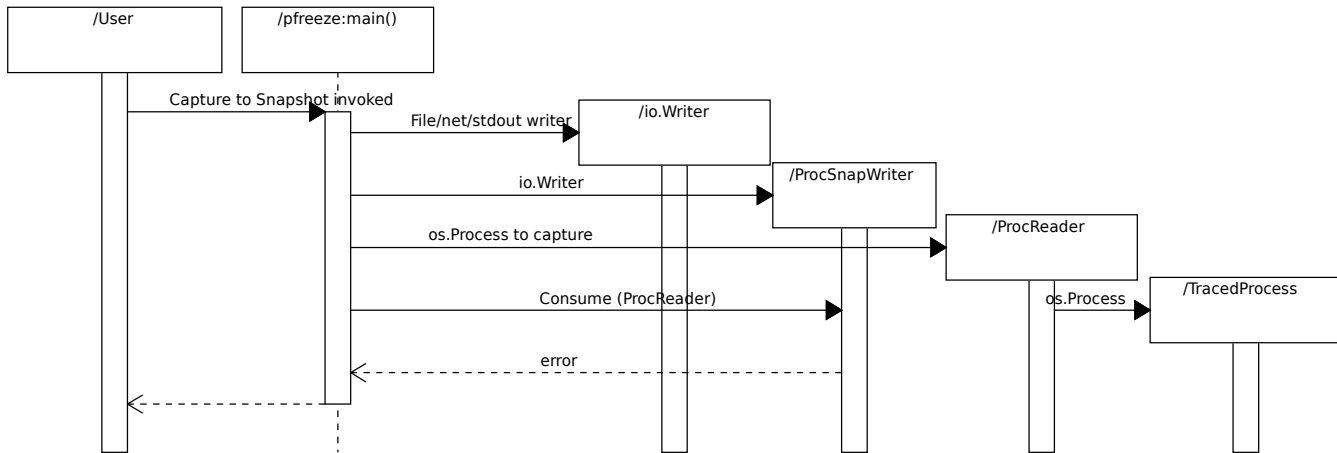 /User
/pfreeze:main()
Capture to Snapshot invoked
File/net/stdout writer
/io.Writer
io.Writer
/ProcSnapWriter
os.Process to capture
/ProcReader
Consume (ProcReader)
os.Process
/TracedProcess
error